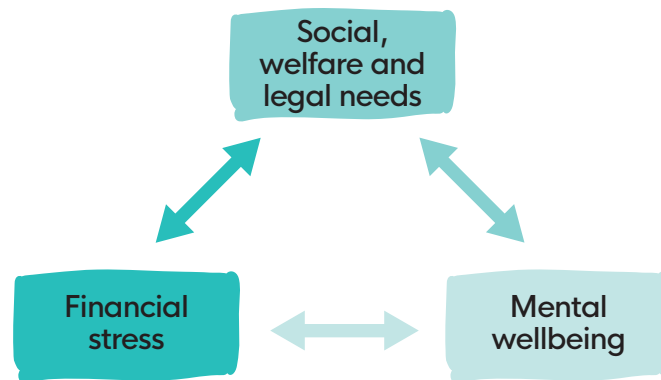 Social,
welfare and
legal needs
Financial
stress
Mental
wellbeing